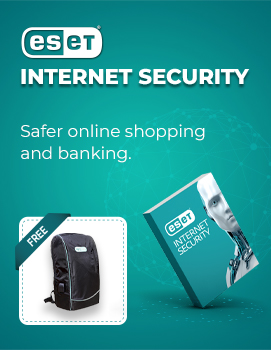 eset
INTERNET SECURITY
Safer online shopping
and banking.
FREE
eset
INTERNET
SECURITY